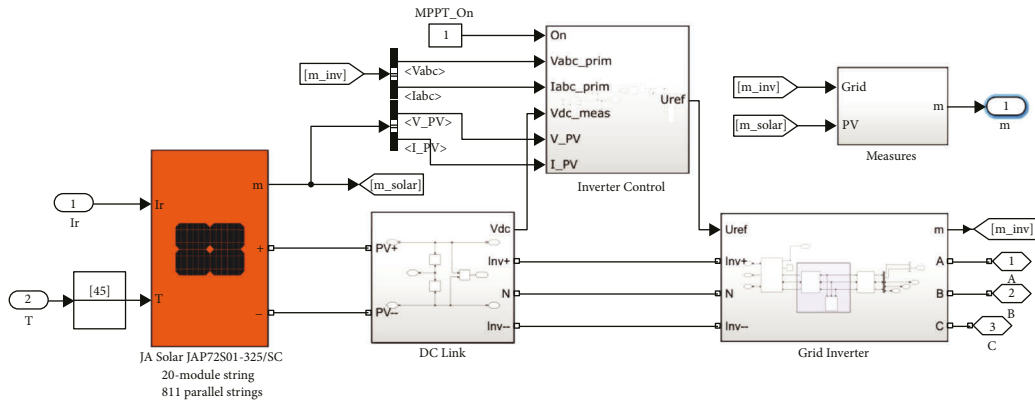 MPPT_On
1
On
[m_inv]
<Vabc>
Vabc_prim
<Iabc>
Iabc_prim
Uref
<V_PV>
Vdc_meas
V_PV
<I_PV>
I_PV
Inverter Control
[m_inv]
Grid
m
1
m
[m_solar]
PV
Measures
m
[m_solar]
1
Ir
Ir
+
T
−
2
T
[45]
JA Solar JAP72S01-325/SC
20-module string
811 parallel strings
Vdc
PV+
Inv+
N
PV--
Inv--
DC Link
Uref
m
[m_inv]
Inv+
A
1
A
N
B
2
B
Inv--
C
3
C
Grid Inverter